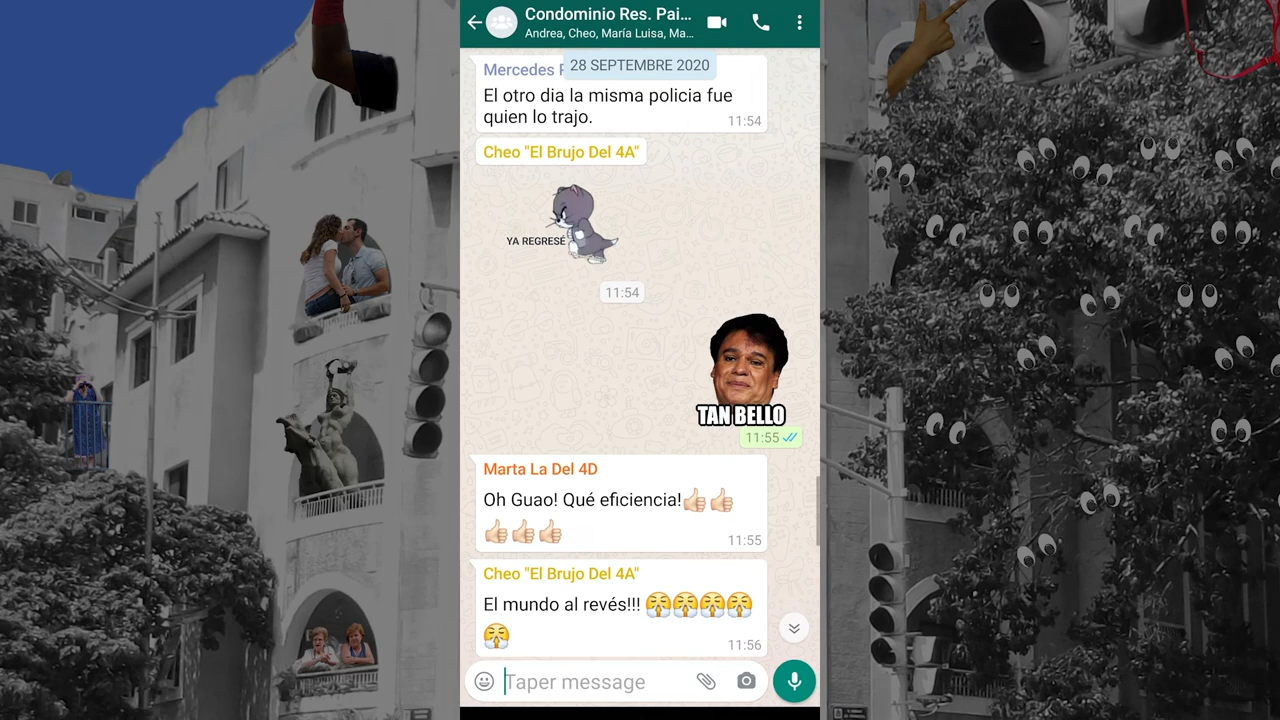 Condominio Res. Pai...
Andrea, Cheo, María Luisa, Ma...
28 SEPTEMBRE 2020
Mercedes
El otro dia la misma policia fue
quien lo trajo.
11:54
Cheo "El Brujo Del 4A"
YA REGRESÉ
11:54
TAN BELLO
11:55
Marta La Del 4D
Oh Guao! Qué eficiencia!👍🏻👍🏻
👍🏻👍🏻👍🏻
11:55
Cheo "El Brujo Del 4A"
El mundo al revés!!! 😤😤😤😤
😤
11:56
Taper message